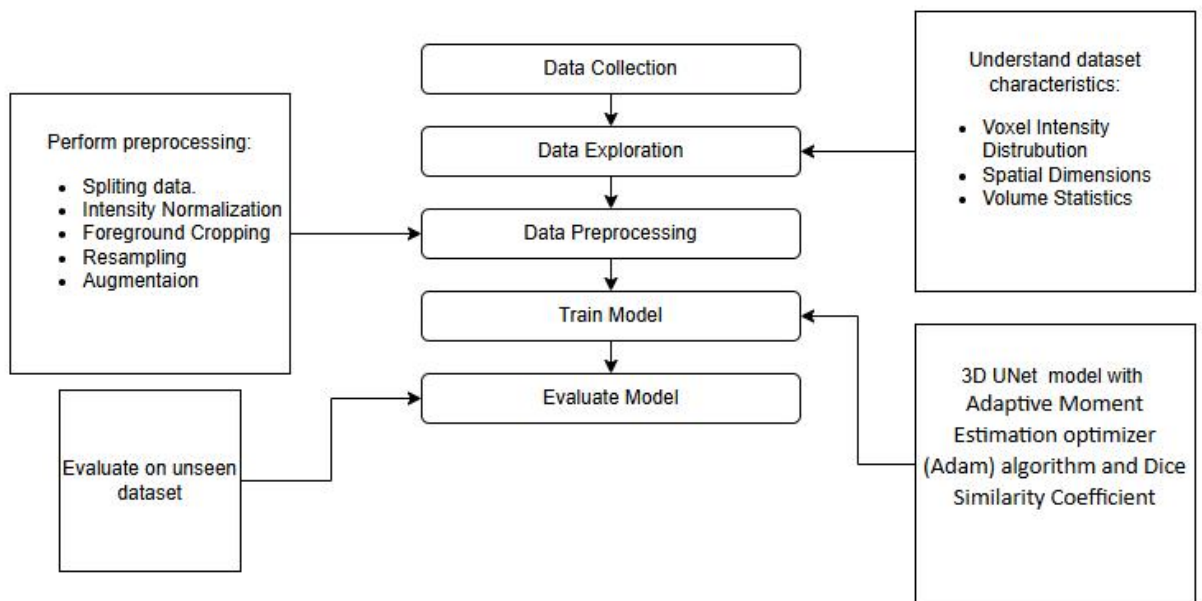 Data Collection
Data Exploration
Data Preprocessing
Train Model
Evaluate Model
Perform preprocessing:
• Spliting data.
• Intensity Normalization
• Foreground Cropping
• Resampling
• Augmentaion
Evaluate on unseen
dataset
Understand dataset
characteristics:
• Voxel Intensity
Distrubution
• Spatial Dimensions
• Volume Statistics
3D UNet model with
Adaptive Moment
Estimation optimizer
(Adam) algorithm and Dice
Similarity Coefficient